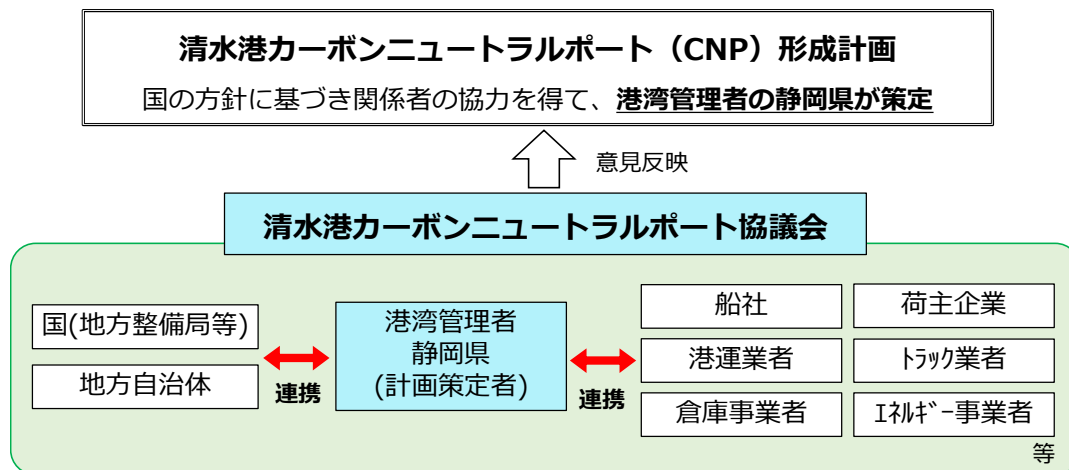 清水港カーボンニュートラルポート（CNP）形成計画
国の方針に基づき関係者の協力を得て、港湾管理者の静岡県が策定
意見反映
清水港カーボンニュートラルポート協議会
国(地方整備局等)
地方自治体
連携
港湾管理者
静岡県
(計画策定者)
連携
船社
荷主企業
港運業者
ﾄﾗｯｸ業者
倉庫事業者
ｴﾈﾙｷﾞｰ事業者
等